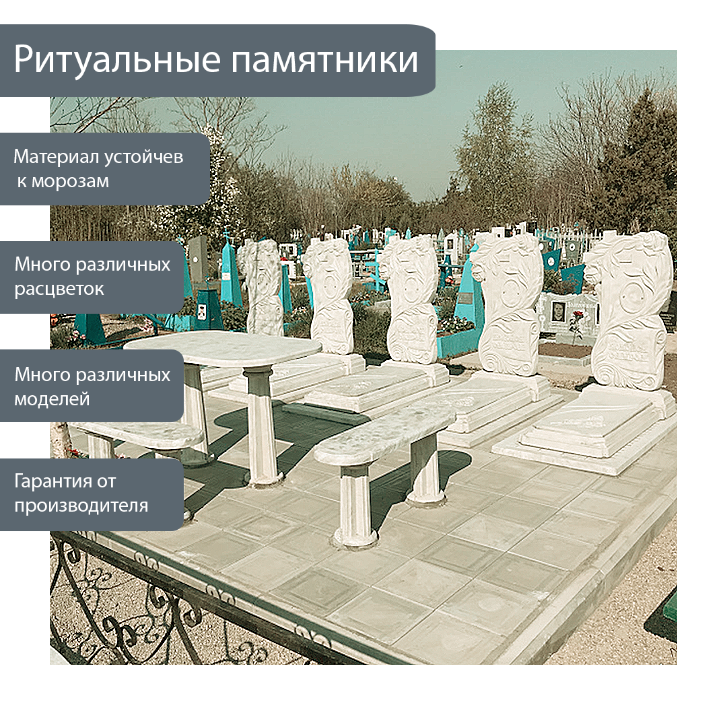 Ритуальные памятники
Материал устойчев
к морозам
Много различных
расцветок
Много различных
моделей
Гарантия от
производителя